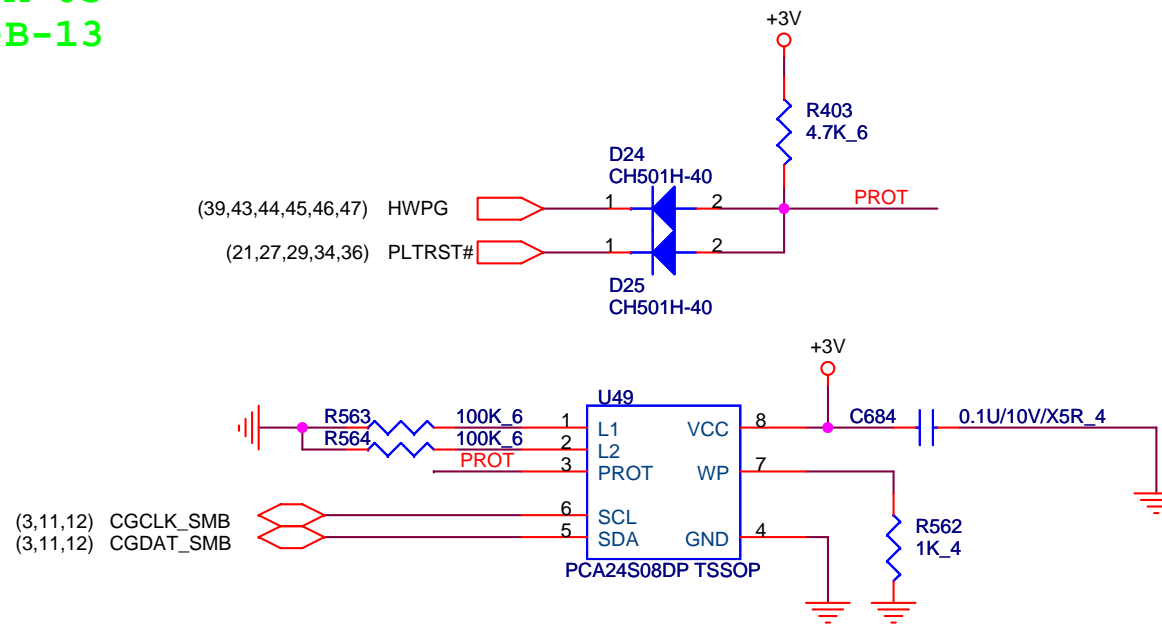 -B-13
+3V
R403
4.7K_6
D24
CH501H-40
(39,43,44,45,46,47) HWPG
1
2
PROT
(21,27,29,34,36) PLTRST#
1
2
D25
CH501H-40
+3V
U49
R563 100K_6 1 L1 VCC 8 C684 0.1U/10V/X5R_4
R564 100K_6 2 L2
PROT 3 PROT WP 7
(3,11,12) CGCLK_SMB 6 SCL
(3,11,12) CGDAT_SMB 5 SDA GND 4
R562
1K_4
PCA24S08DP TSSOP